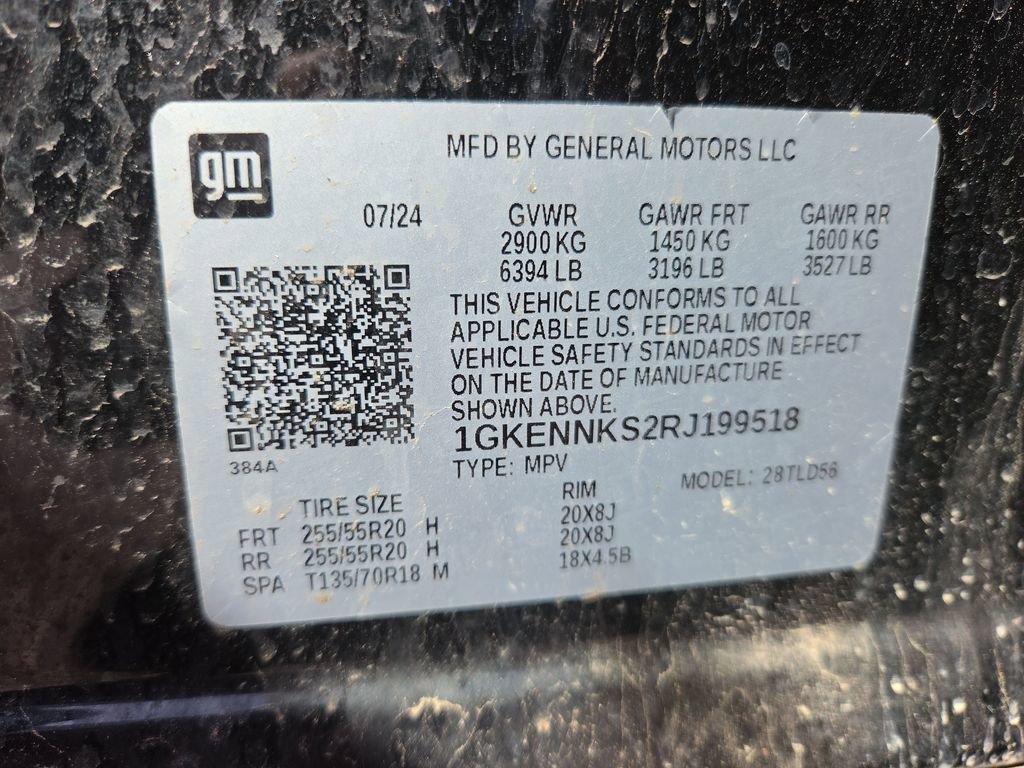 gm
MFD BY GENERAL MOTORS LLC
07/24 GVWR GAWR FRT GAWR RR
2900 KG 1450 KG 1600 KG
6394 LB 3196 LB 3527 LB
THIS VEHICLE CONFORMS TO ALL
APPLICABLE U.S. FEDERAL MOTOR
VEHICLE SAFETY STANDARDS IN EFFECT
ON THE DATE OF MANUFACTURE
SHOWN ABOVE.
1GKENNKS2RJ199518
384A
TYPE: MPV MODEL: 28TLD56
TIRE SIZE RIM
FRT 255/55R20 H 20X8J
RR 255/55R20 H 20X8J
SPA T135/70R18 M 18X4.5B